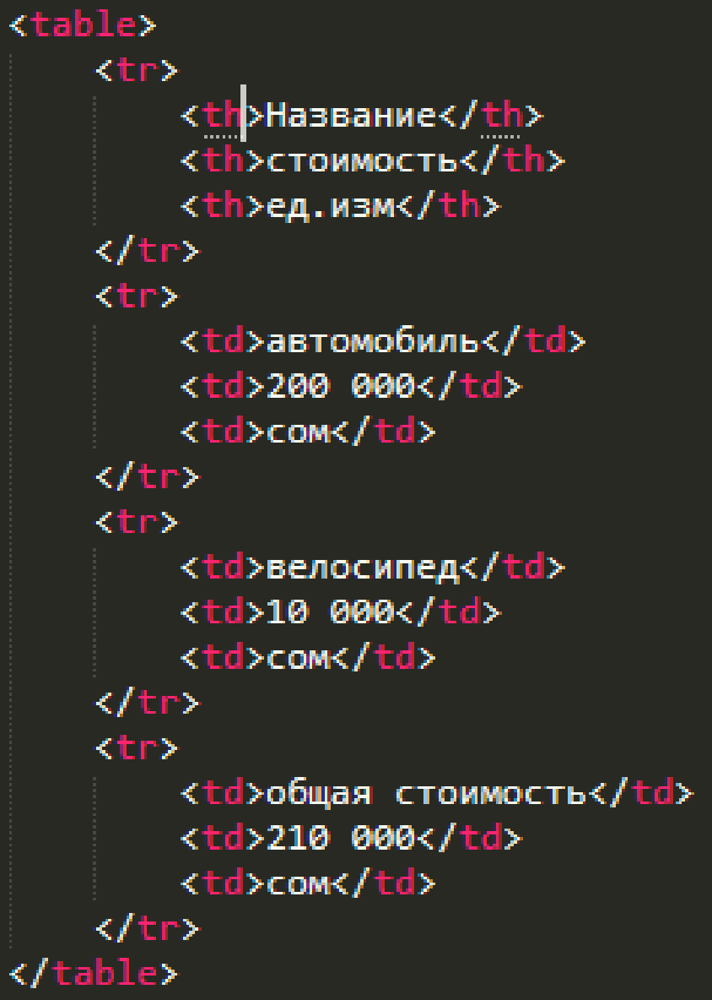 <table>
<tr>
<th>Название</th>
<th>стоимость</th>
<th>ед.изм</th>
</tr>
<tr>
<td>автомобиль</td>
<td>200 000</td>
<td>сом</td>
</tr>
<tr>
<td>велосипед</td>
<td>10 000</td>
<td>сом</td>
</tr>
<tr>
<td>общая стоимость</td>
<td>210 000</td>
<td>сом</td>
</tr>
</table>